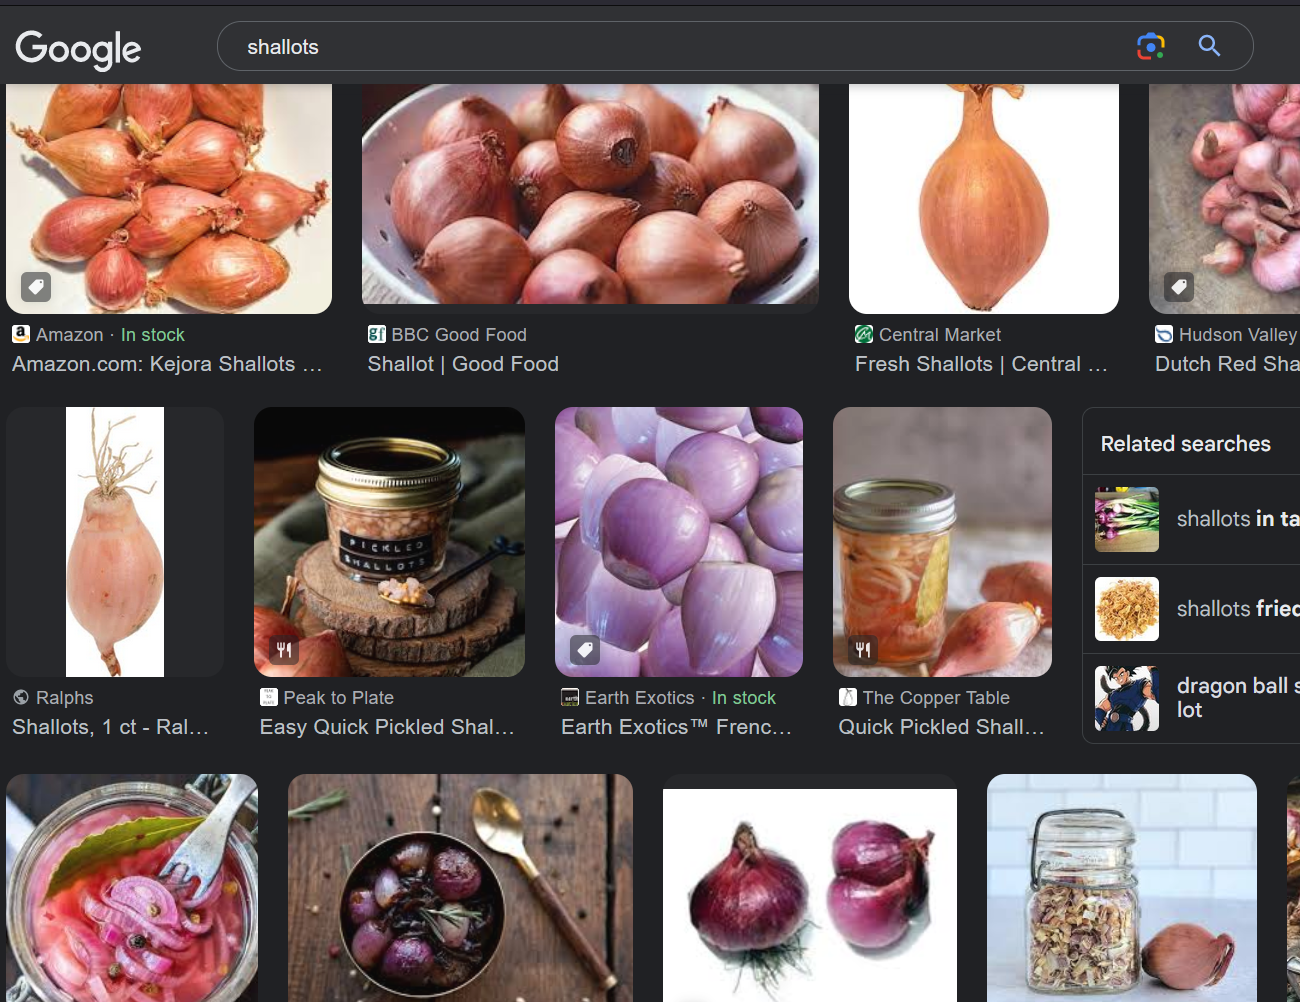 Google
shallots
Amazon · In stock
Amazon.com: Kejora Shallots ...
BBC Good Food
Shallot | Good Food
Central Market
Fresh Shallots | Central ...
Hudson Valley
Dutch Red Sha
Ralphs
Shallots, 1 ct - Ral...
PICKLED
SHALLOTS
Peak to Plate
Easy Quick Pickled Shal...
Earth Exotics · In stock
Earth Exotics™ Frenc...
The Copper Table
Quick Pickled Shall...
Related searches
shallots in ta
shallots fried
dragon ball s
lot